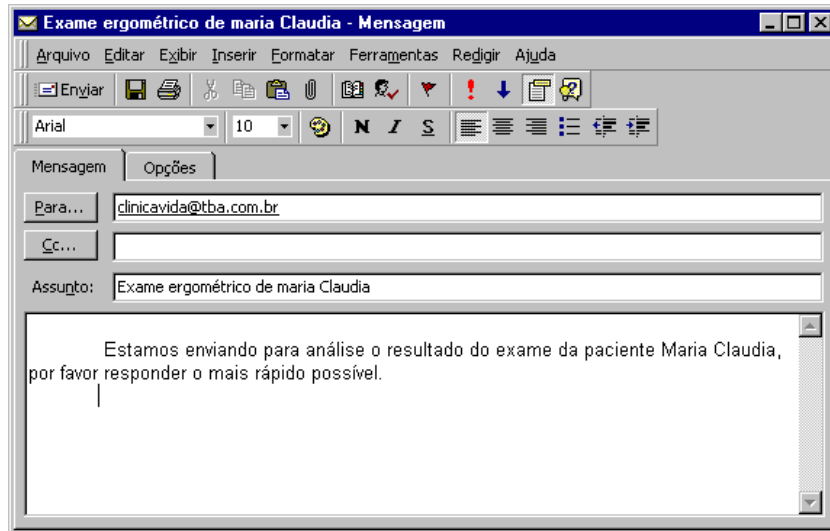 Exame ergométrico de maria Claudia - Mensagem
Arquivo Editar Exibir Inserir Formatar Ferramentas Redigir Ajuda
Enviar
Arial 10 N I S
Mensagem Opções
Para... clinicavida@tba.com.br
Cc...
Assunto: Exame ergométrico de maria Claudia
Estamos enviando para análise o resultado do exame da paciente Maria Claudia,
por favor responder o mais rápido possível.